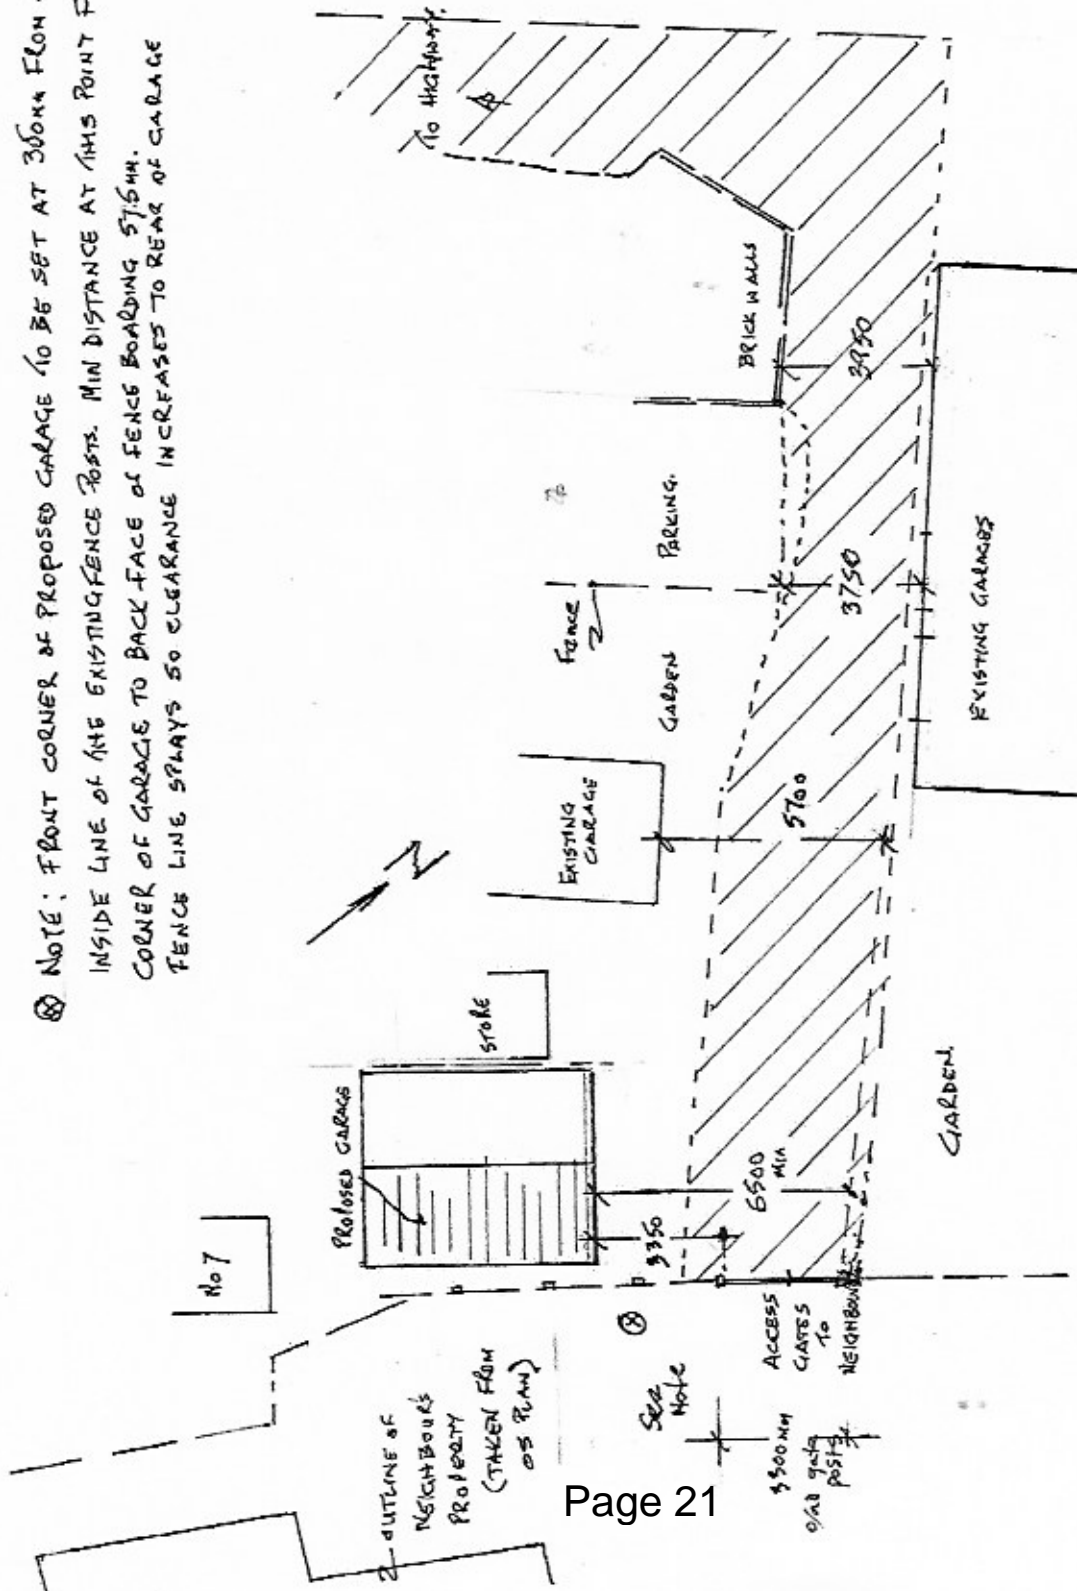 ⊗ NOTE: FRONT CORNER OF PROPOSED GARAGE TO BE SET AT 300MM FROM
INSIDE LINE OF THE EXISTING FENCE POSTS. MIN DISTANCE AT THIS POINT F
CORNER OF GARAGE TO BACK FACE OF FENCE BOARDING 575MM.
FENCE LINE SPLAYS SO CLEARANCE INCREASES TO REAR OF GARAGE
TO HIGHWAY.
BRICK WALLS
3950
PARKING.
Fence
3750
GARDEN
EXISTING GARAGES
EXISTING
GARAGE
5700
N
STORE
PROPOSED GARAGE
GARDEN.
6500
MIN
3350
No 7
⊗
See
Note
ACCESS
GATES
TO
NEIGHBOUR
OUTLINE OF
NEIGHBOUR'S
PROPERTY
(TAKEN FROM
OS PLAN)
3300MM
o/all gate
posts
Page 21